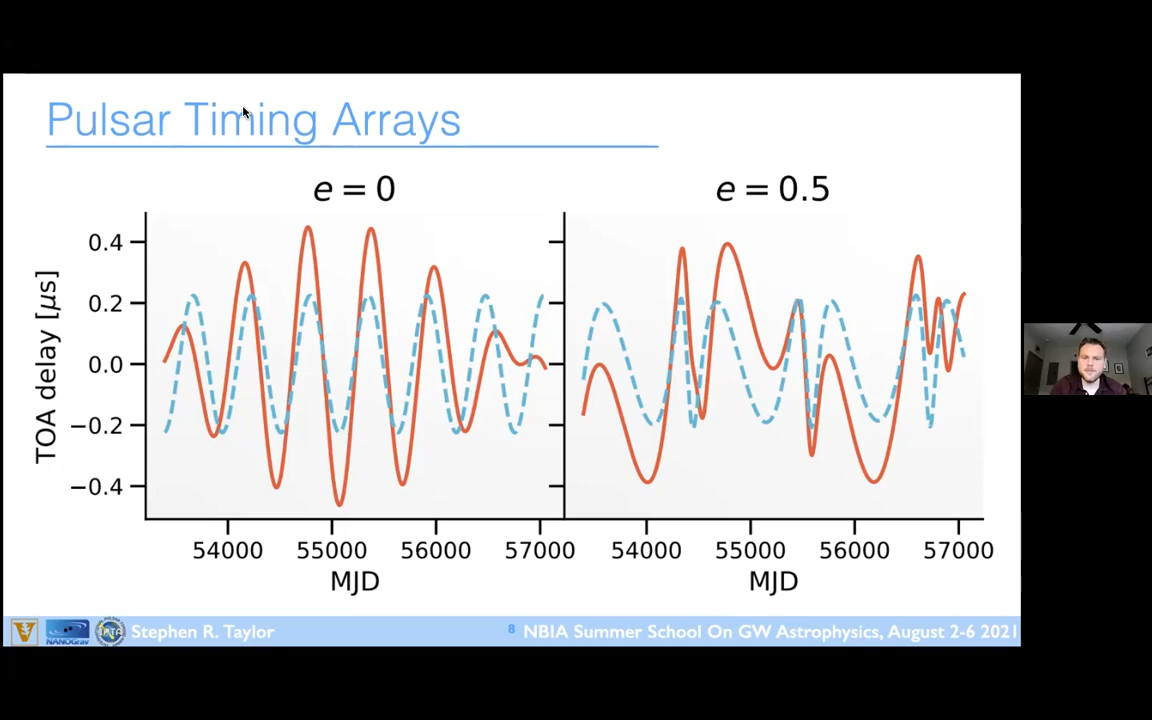 Pulsar Timing Arrays
e = 0
e = 0.5
TOA delay [μs]
0.4
0.2
0.0
−0.2
−0.4
54000 55000 56000 57000
54000 55000 56000 57000
MJD
MJD
NANOGrav
IPTA
Stephen R. Taylor
8 NBIA Summer School On GW Astrophysics, August 2-6 2021